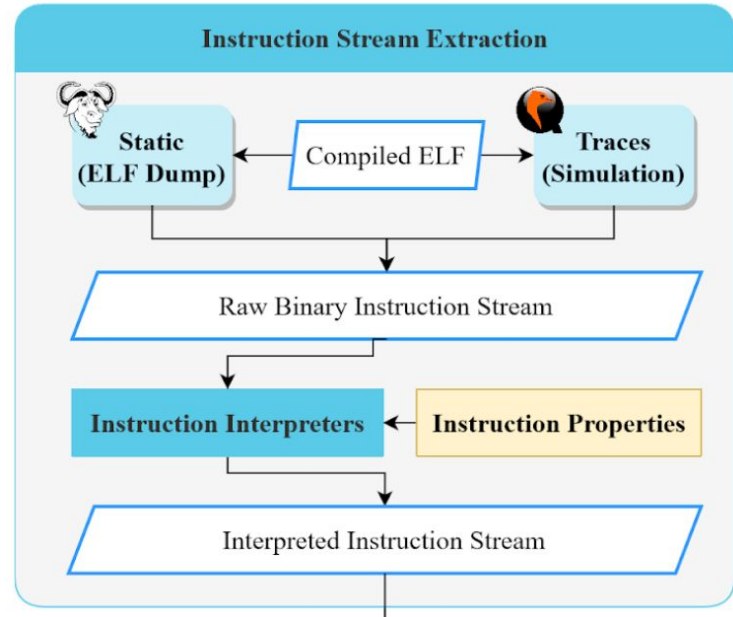 Instruction Stream Extraction
Static
(ELF Dump)
Compiled ELF
Traces
(Simulation)
Raw Binary Instruction Stream
Instruction Interpreters
Instruction Properties
Interpreted Instruction Stream